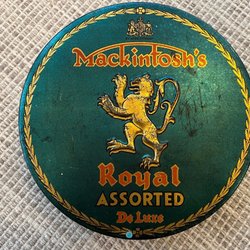 Mackintosh's
Royal
ASSORTED
De Luxe